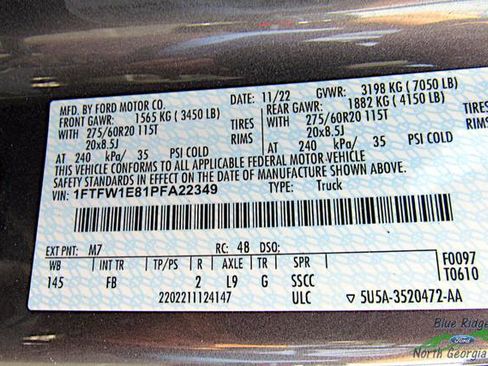 MFD. BY FORD MOTOR CO. DATE: 11/22 GVWR: 3198 KG ( 7050 LB)
FRONT GAWR: 1565 KG ( 3450 LB) REAR GAWR: 1882 KG ( 4150 LB)
WITH 275/60R20 115T TIRES WITH 275/60R20 115T TIRES
20x8.5J RIMS 20x8.5J RIMS
AT 240 kPa/ 35 PSI COLD AT 240 kPa/ 35 PSI COLD
THIS VEHICLE CONFORMS TO ALL APPLICABLE FEDERAL MOTOR VEHICLE
SAFETY STANDARDS IN EFFECT ON THE DATE OF MANUFACTURE SHOWN ABOVE.
VIN: 1FTFW1E81PFA22349 TYPE: Truck
EXT PNT: M7 RC: 48 DSO: F0097
WB INT TR TP/PS R AXLE TR SPR T0610
145 FB 2 L9 G SSCC
2202211124147 ULC 5U5A-3520472-AA
Blue Ridge
Ford
North Georgia